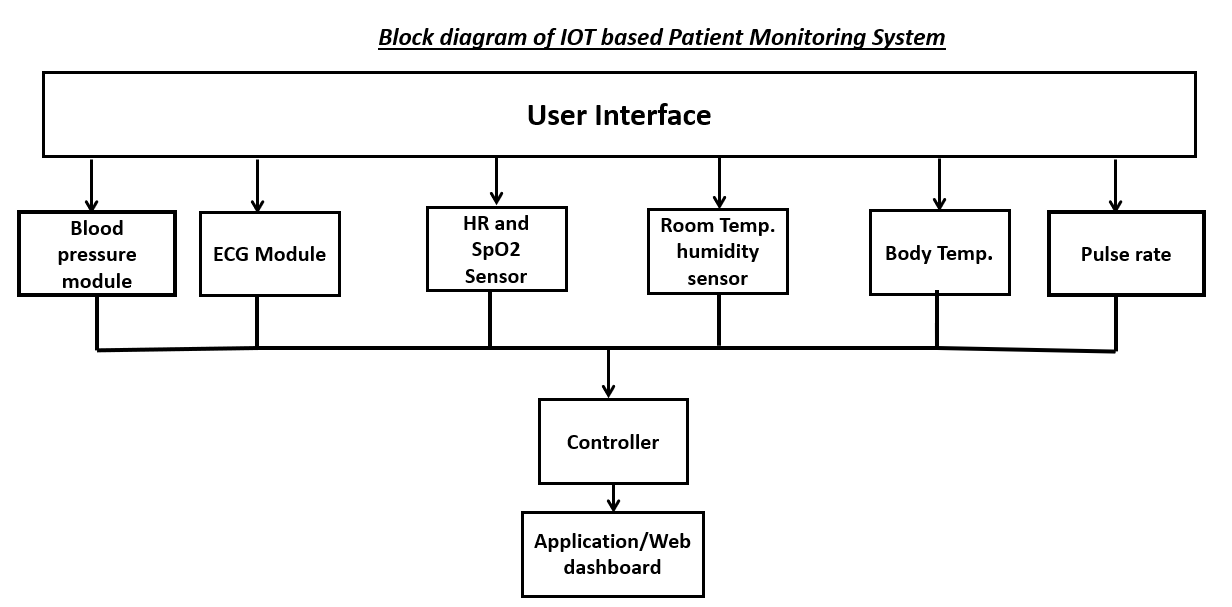 Block diagram of IOT based Patient Monitoring System
User Interface
Blood
pressure
module
ECG Module
HR and
SpO2
Sensor
Room Temp.
humidity
sensor
Body Temp.
Pulse rate
Controller
Application/Web
dashboard